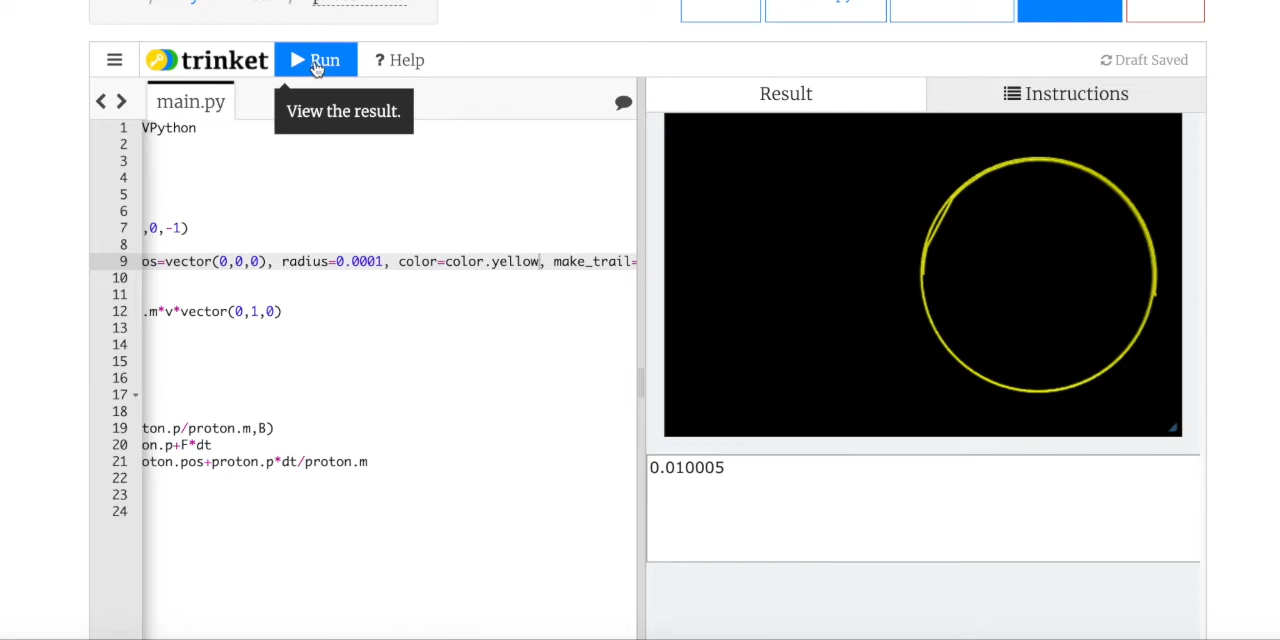 trinket
Run
? Help
Draft Saved
main.py
View the result.
Result
Instructions
1 VPython
2
3
4
5
6
7 ,0,-1)
8
9 os=vector(0,0,0), radius=0.0001, color=color.yellow, make_trail=
10
11
12 .m*v*vector(0,1,0)
13
14
15
16
17
18
19 ton.p/proton.m,B)
20 on.p+F*dt
21 oton.pos+proton.p*dt/proton.m
22
23
24
0.010005